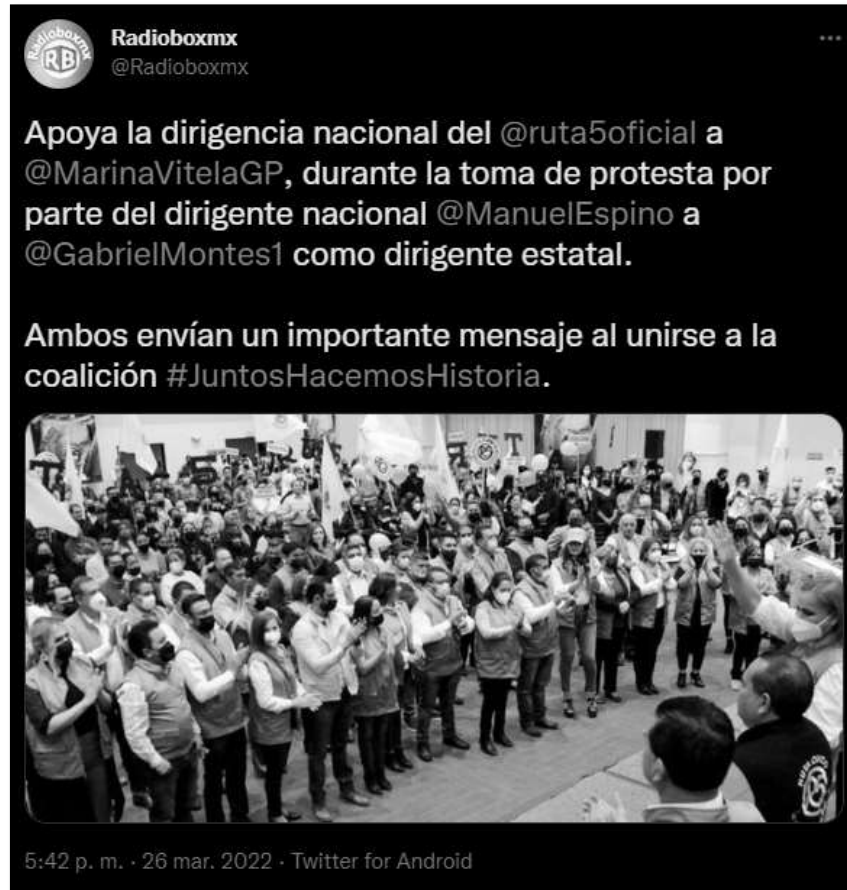 Radioboxmx
RB
Radioboxmx
@Radioboxmx
Apoya la dirigencia nacional del @ruta5oficial a
@MarinaVitelaGP, durante la toma de protesta por
parte del dirigente nacional @ManuelEspino a
@GabrielMontes1 como dirigente estatal.
Ambos envían un importante mensaje al unirse a la
coalición #JuntosHacemosHistoria.
5:42 p. m. · 26 mar. 2022 · Twitter for Android